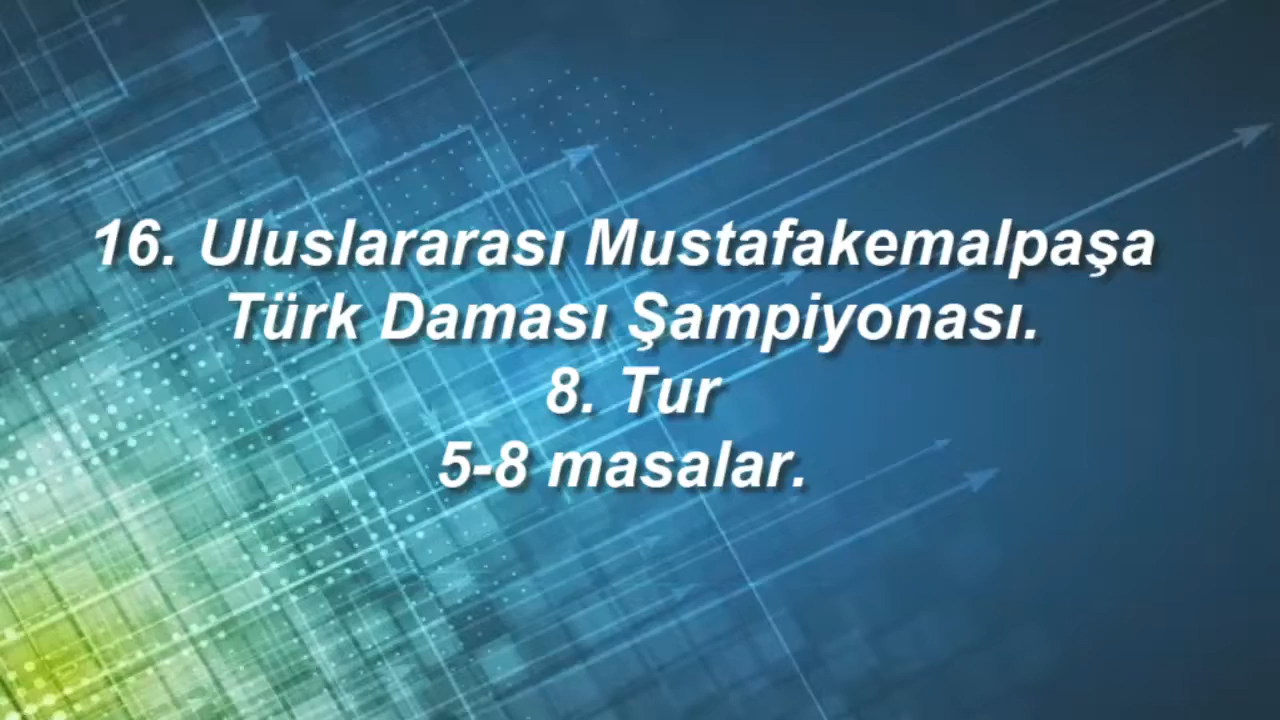 16. Uluslararası Mustafakemalpaşa
Türk Daması Şampiyonası.
8. Tur
5-8 masalar.